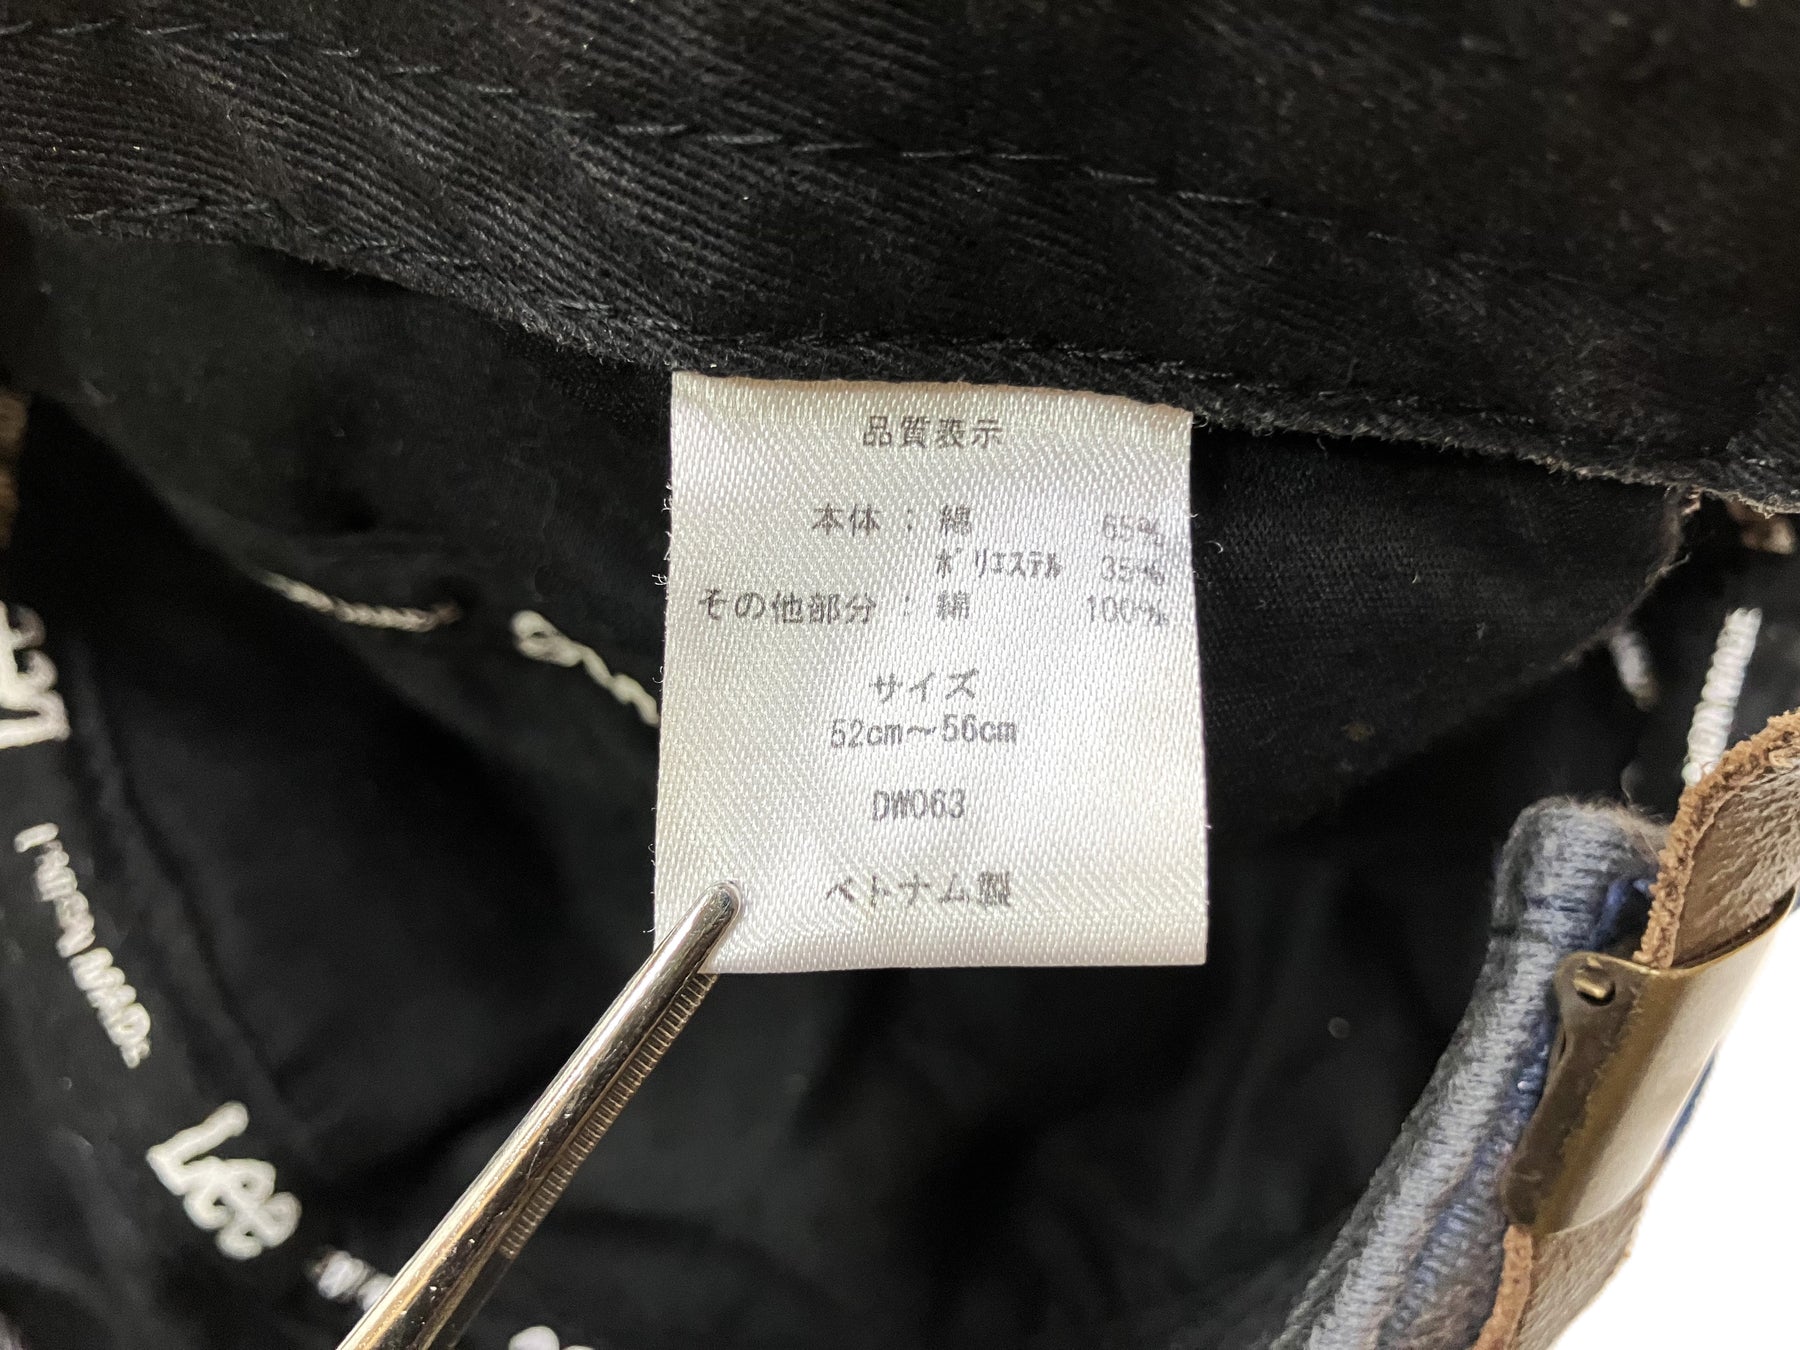 品質表示
本体 : 綿 65%
ポリエステル 35%
その他部分 : 綿 100%
サイズ
52cm～56cm
DW063
ベトナム製
Lee